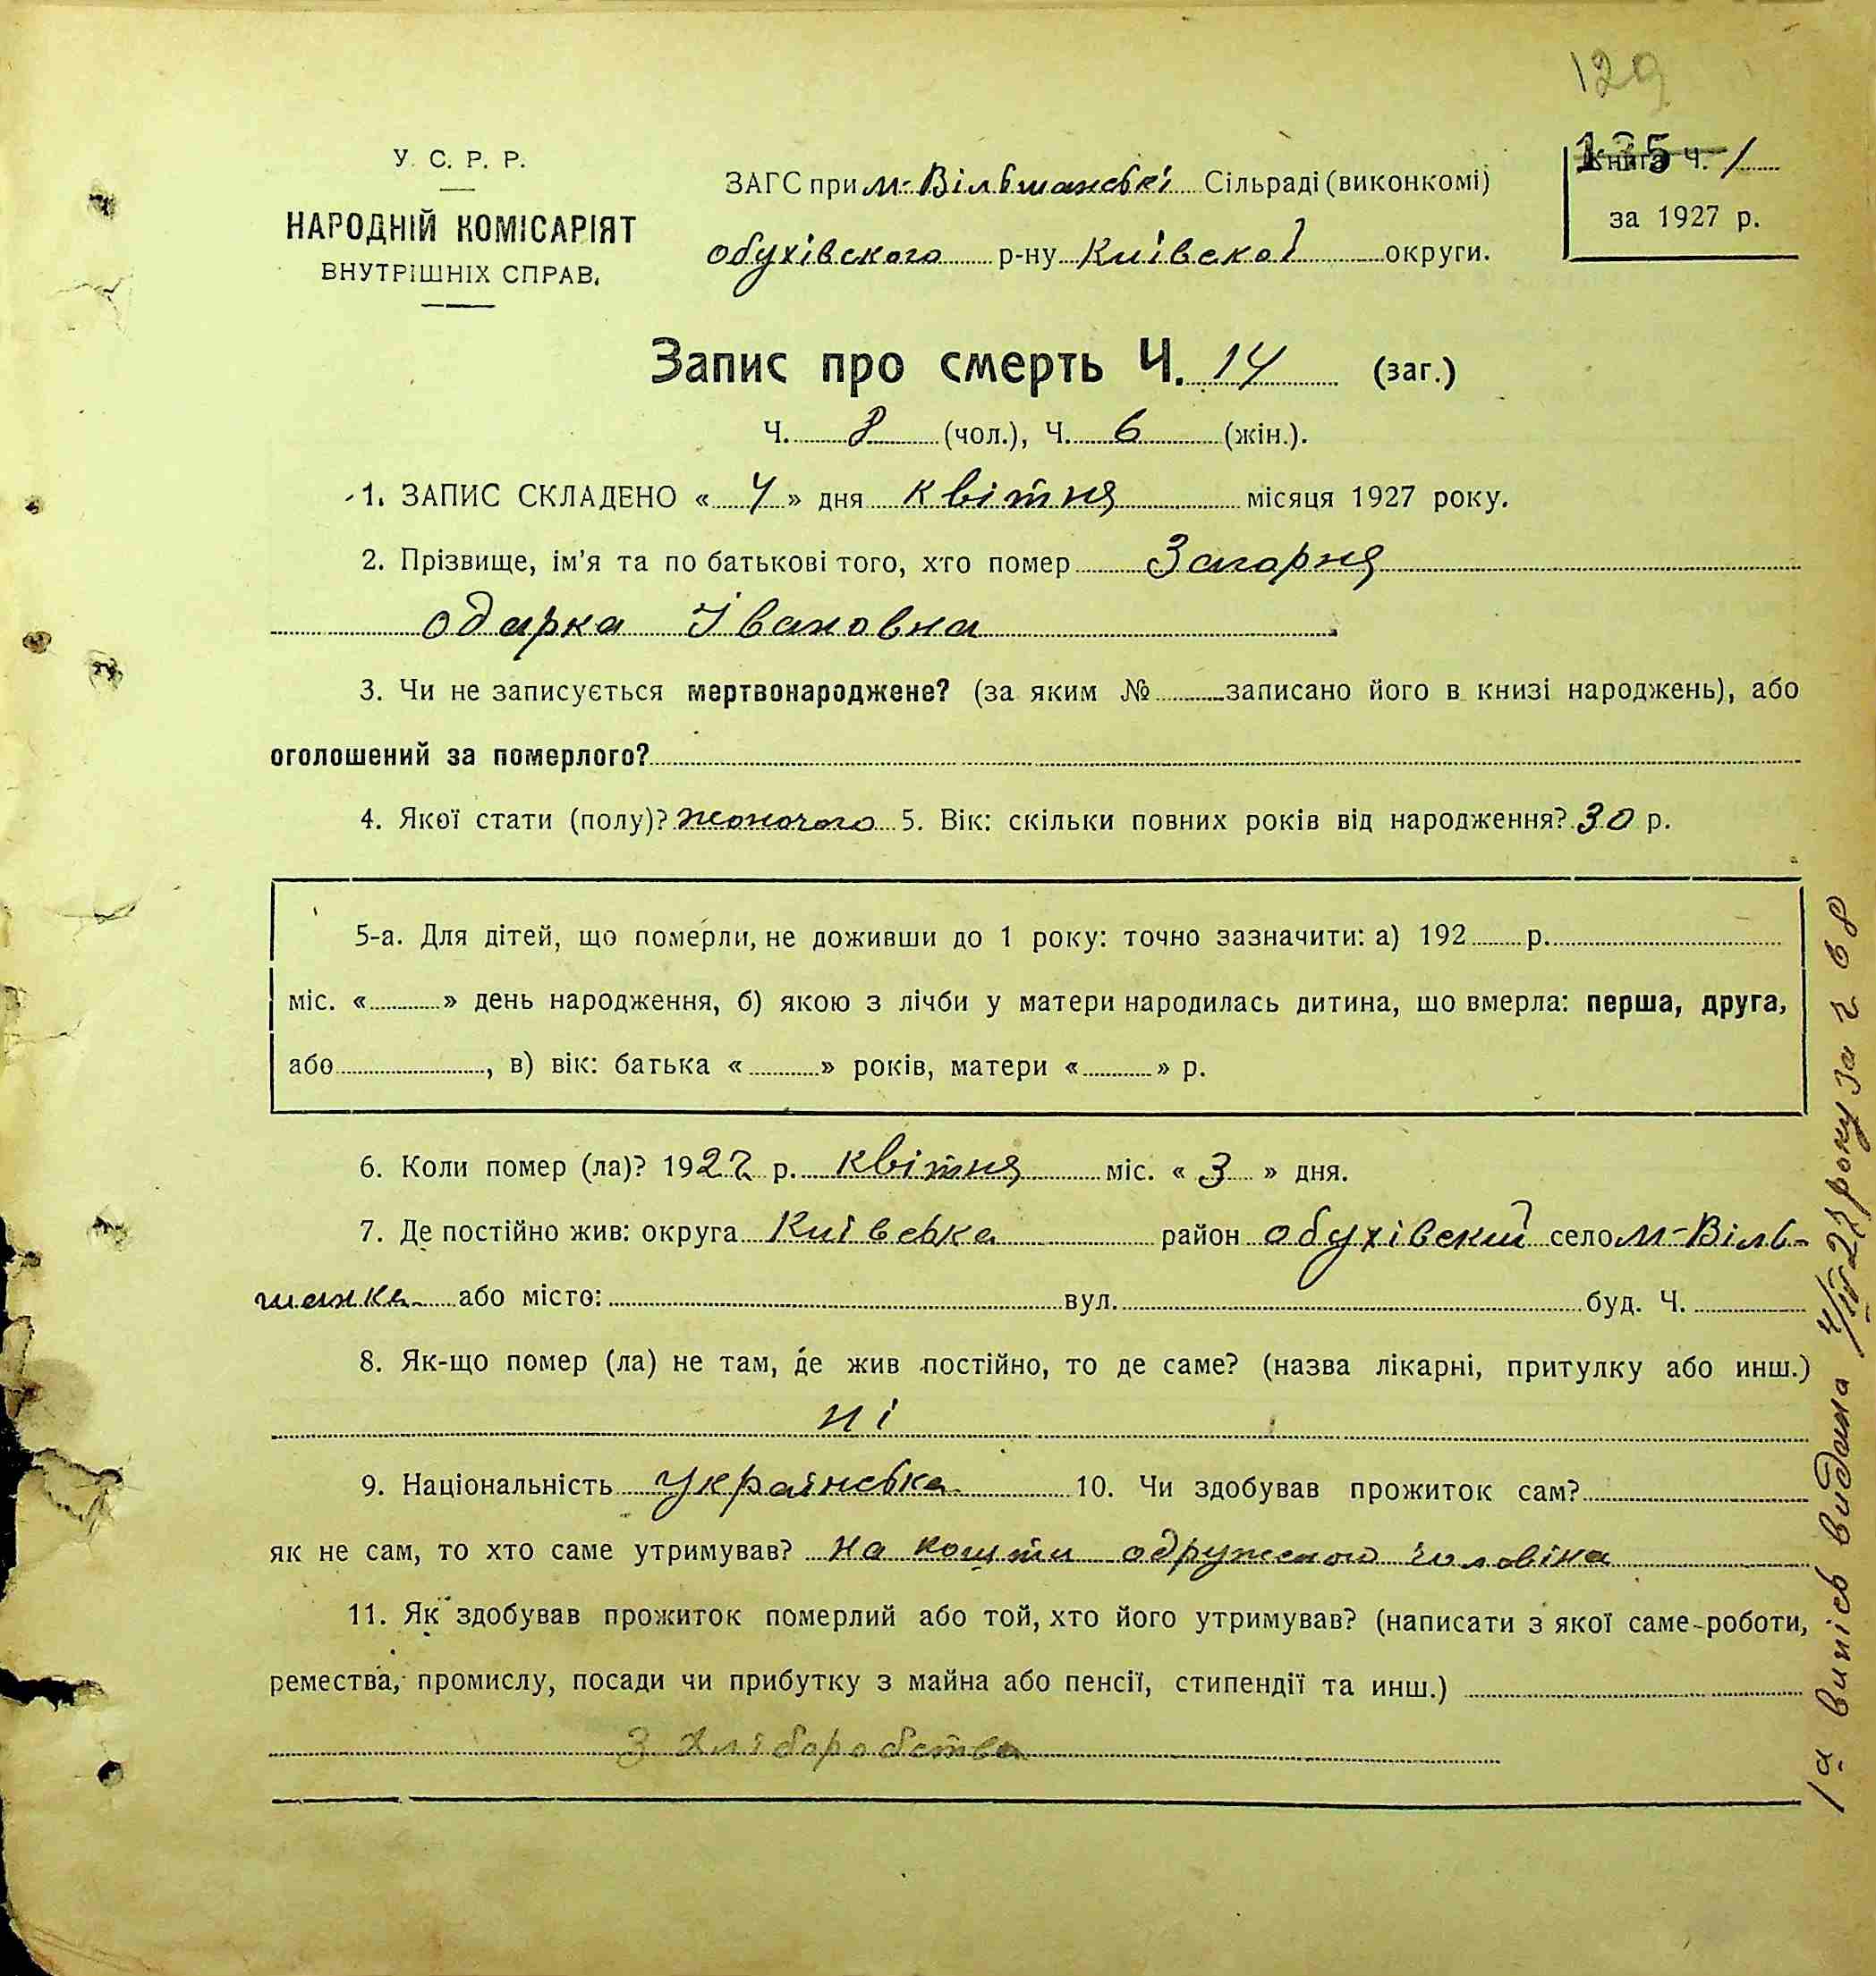 129
135
У. С. Р. Р.
НАРОДНІЙ КОМІСАРІЯТ
ВНУТРІШНІХ СПРАВ.
ЗАГС при м-Вільшанські Сільраді (виконкомі)
обухівского р-ну Київскої округи.
Книга Ч. 1
за 1927 р.
Запис про смерть Ч. 14 (заг.)
Ч. 8 (чол.), Ч. 6 (жін.).
1. ЗАПИС СКЛАДЕНО « 4 » дня квітня місяця 1927 року.
2. Прізвище, ім'я та по батькові того, хто помер Загорня
одарка Івановна
3. Чи не записується мертвонароджене? (за яким № записано його в книзі народжень), або
оголошений за померлого?
4. Якої стати (полу)? жоночого 5. Вік: скільки повних років від народження? 30 р.
5-а. Для дітей, що померли, не доживши до 1 року: точно зазначити: а) 192 р.
міс. « » день народження, б) якою з лічби у матери народилась дитина, що вмерла: перша, друга,
або , в) вік: батька « » років, матери « » р.
6. Коли помер (ла)? 1927 р. квітня міс. « 3 » дня.
7. Де постійно жив: округа Київська район обухівский село м-Віль-
шанка або місто: вул. буд. Ч.
8. Як-що помер (ла) не там, де жив постійно, то де саме? (назва лікарні, притулку або инш.)
ні
9. Національність українська 10. Чи здобував прожиток сам?
як не сам, то хто саме утримував? на кошти одружоного чоловіка
11. Як здобував прожиток померлий або той, хто його утримував? (написати з якої саме-роботи,
ремества, промислу, посади чи прибутку з майна або пенсії, стипендії та инш.)
З хліборобства
1а випись видана 4/IV 27 року за